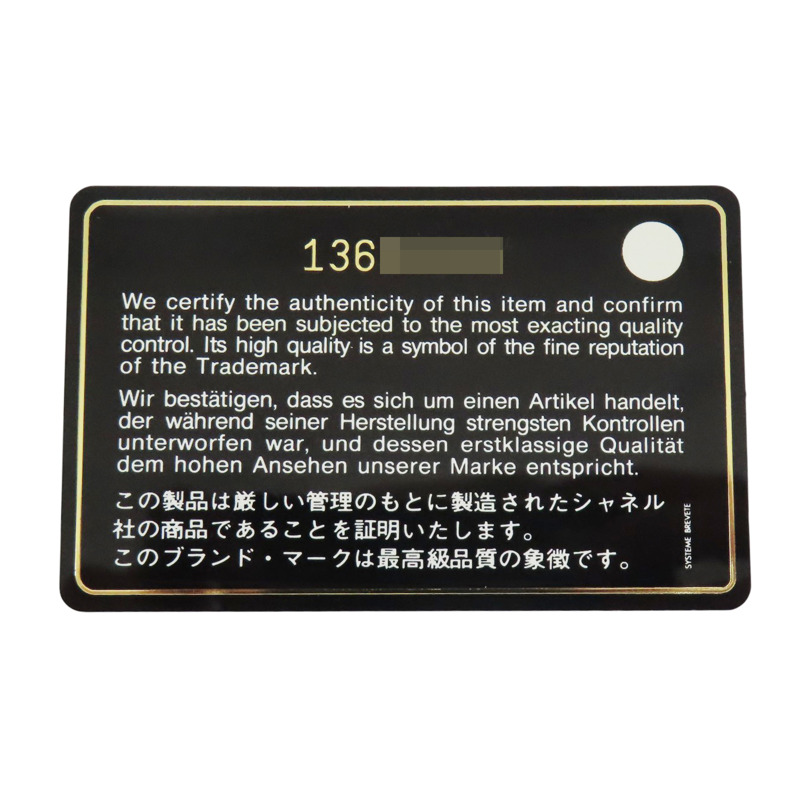 136
We certify the authenticity of this item and confirm
that it has been subjected to the most exacting quality
control. Its high quality is a symbol of the fine reputation
of the Trademark.
Wir bestätigen, dass es sich um einen Artikel handelt,
der während seiner Herstellung strengsten Kontrollen
unterworfen war, und dessen erstklassige Qualität
dem hohen Ansehen unserer Marke entspricht.
この製品は厳しい管理のもとに製造されたシャネル
社の商品であることを証明いたします。
このブランド・マークは最高級品質の象徴です。
SYSTEME BREVETE